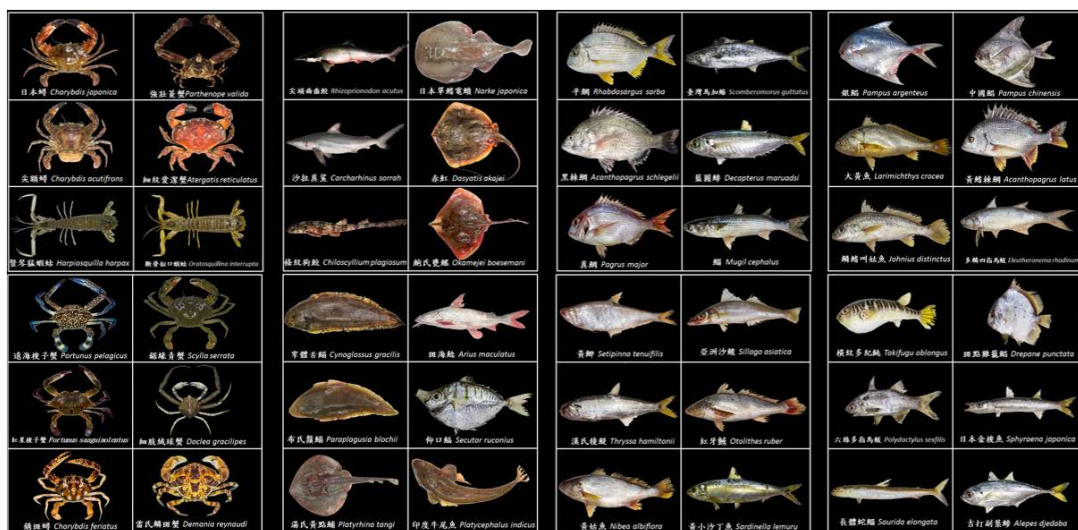 日本蟳 Charybdis japonica
強壯菱蟹 Parthenope valida
尖頭曲齒鮫 Rhizoprionodon acutus
日本單鰭電鱝 Narke japonica
平鯛 Rhabdosargus sarba
臺灣馬加鰆 Scomberomorus guttatus
銀鯧 Pampus argenteus
中國鯧 Pampus chinensis
尖額蟳 Charybdis acutifrons
細紋愛潔蟹 Atergatis reticulatus
沙拉真鯊 Carcharhinus sorrah
赤魟 Dasyatis akajei
黑棘鯛 Acanthopagrus schlegelii
藍圓鰺 Decapterus maruadsi
大黃魚 Larimichthys crocea
黃鰭棘鯛 Acanthopagrus latus
豎琴猛蝦蛄 Harpiosquilla harpax
斷脊似口蝦蛄 Oratosquillina interrupta
條紋狗鮫 Chiloscyllium plagiosum
鮑氏甕鰩 Okamejei boesemani
真鯛 Pagrus major
鯔 Mugil cephalus
鱗鰭叫姑魚 Johnius distinctus
多鱗四指馬鮁 Eleutheronema rhodinum
遠海梭子蟹 Portunus pelagicus
鋸緣青蟹 Scylla serrata
窄體舌鰨 Cynoglossus gracilis
斑海鯰 Arius maculatus
黃鯽 Setipinna tenuifilis
亞洲沙鮻 Sillago asiatica
橫紋多紀魨 Takifugu oblongus
斑點雞籠鯧 Drepane punctata
紅星梭子蟹 Portunus sanguinolentus
細肢絨球蟹 Doclea gracilipes
布氏鬚鰨 Paraplagusia blochii
仰口鰏 Secutor ruconius
漢氏稜鯷 Thryssa hamiltonii
紅牙䱛 Otolithes ruber
六絲多指馬鮁 Polydactylus sexfilis
日本金梭魚 Sphyraena japonica
鏽斑蟳 Charybdis feriatus
雷氏鱗斑蟹 Demania reynaudi
湯氏黃點鯆 Platyrhina tangi
印度牛尾魚 Platycephalus indicus
黃姑魚 Nibea albiflora
黃小沙丁魚 Sardinella lemuru
長體蛇鯔 Saurida elongata
吉打副葉鰺 Alepes djedaba